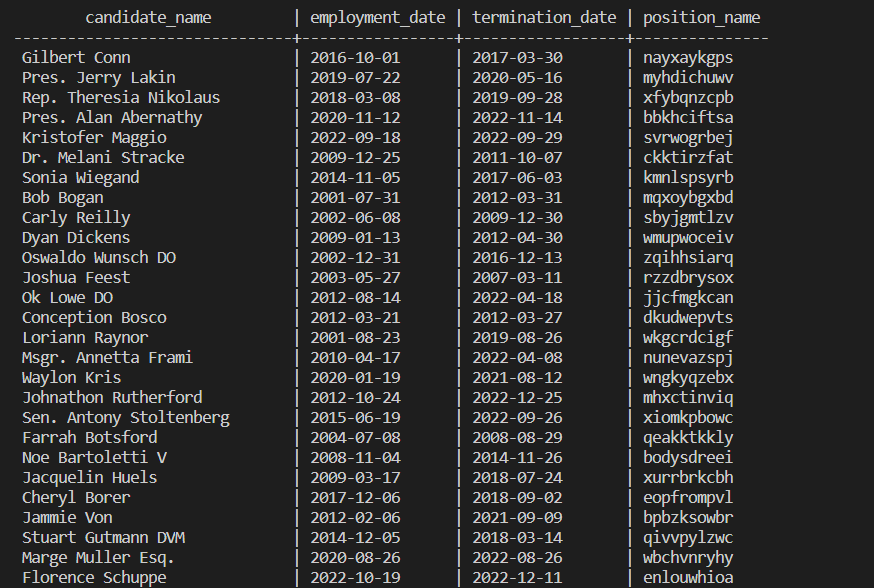 candidate_name | employment_date | termination_date | position_name
-------------------------------+-----------------+------------------+---------------
Gilbert Conn | 2016-10-01 | 2017-03-30 | nayxaykgps
Pres. Jerry Lakin | 2019-07-22 | 2020-05-16 | myhdichuwv
Rep. Theresia Nikolaus | 2018-03-08 | 2019-09-28 | xfybqnzcpb
Pres. Alan Abernathy | 2020-11-12 | 2022-11-14 | bbkhciftsa
Kristofer Maggio | 2022-09-18 | 2022-09-29 | svrwogrbej
Dr. Melani Stracke | 2009-12-25 | 2011-10-07 | ckktirzfat
Sonia Wiegand | 2014-11-05 | 2017-06-03 | kmnlspsyrb
Bob Bogan | 2001-07-31 | 2012-03-31 | mqxoybgxbd
Carly Reilly | 2002-06-08 | 2009-12-30 | sbyjgmtlzv
Dyan Dickens | 2009-01-13 | 2012-04-30 | wmupwoceiv
Oswaldo Wunsch DO | 2002-12-31 | 2016-12-13 | zqihhsiarq
Joshua Feest | 2003-05-27 | 2007-03-11 | rzzdbrysox
Ok Lowe DO | 2012-08-14 | 2022-04-18 | jjcfmgkcan
Conception Bosco | 2012-03-21 | 2012-03-27 | dkudwepvts
Loriann Raynor | 2001-08-23 | 2019-08-26 | wkgcrdcigf
Msgr. Annetta Frami | 2010-04-17 | 2022-04-08 | nunevazspj
Waylon Kris | 2020-01-19 | 2021-08-12 | wngkyqzebx
Johnathon Rutherford | 2012-10-24 | 2022-12-25 | mhxctinviq
Sen. Antony Stoltenberg | 2015-06-19 | 2022-09-26 | xiomkpbowc
Farrah Botsford | 2004-07-08 | 2008-08-29 | qeakktkkly
Noe Bartoletti V | 2008-11-04 | 2014-11-26 | bodysdreei
Jacquelin Huels | 2009-03-17 | 2018-07-24 | xurrbrkcbh
Cheryl Borer | 2017-12-06 | 2018-09-02 | eopfrompvl
Jammie Von | 2012-02-06 | 2021-09-09 | bpbzksowbr
Stuart Gutmann DVM | 2014-12-05 | 2018-03-14 | qivvpylzwc
Marge Muller Esq. | 2020-08-26 | 2022-08-26 | wbchvnryhy
Florence Schuppe | 2022-10-19 | 2022-12-11 | enlouwhioa